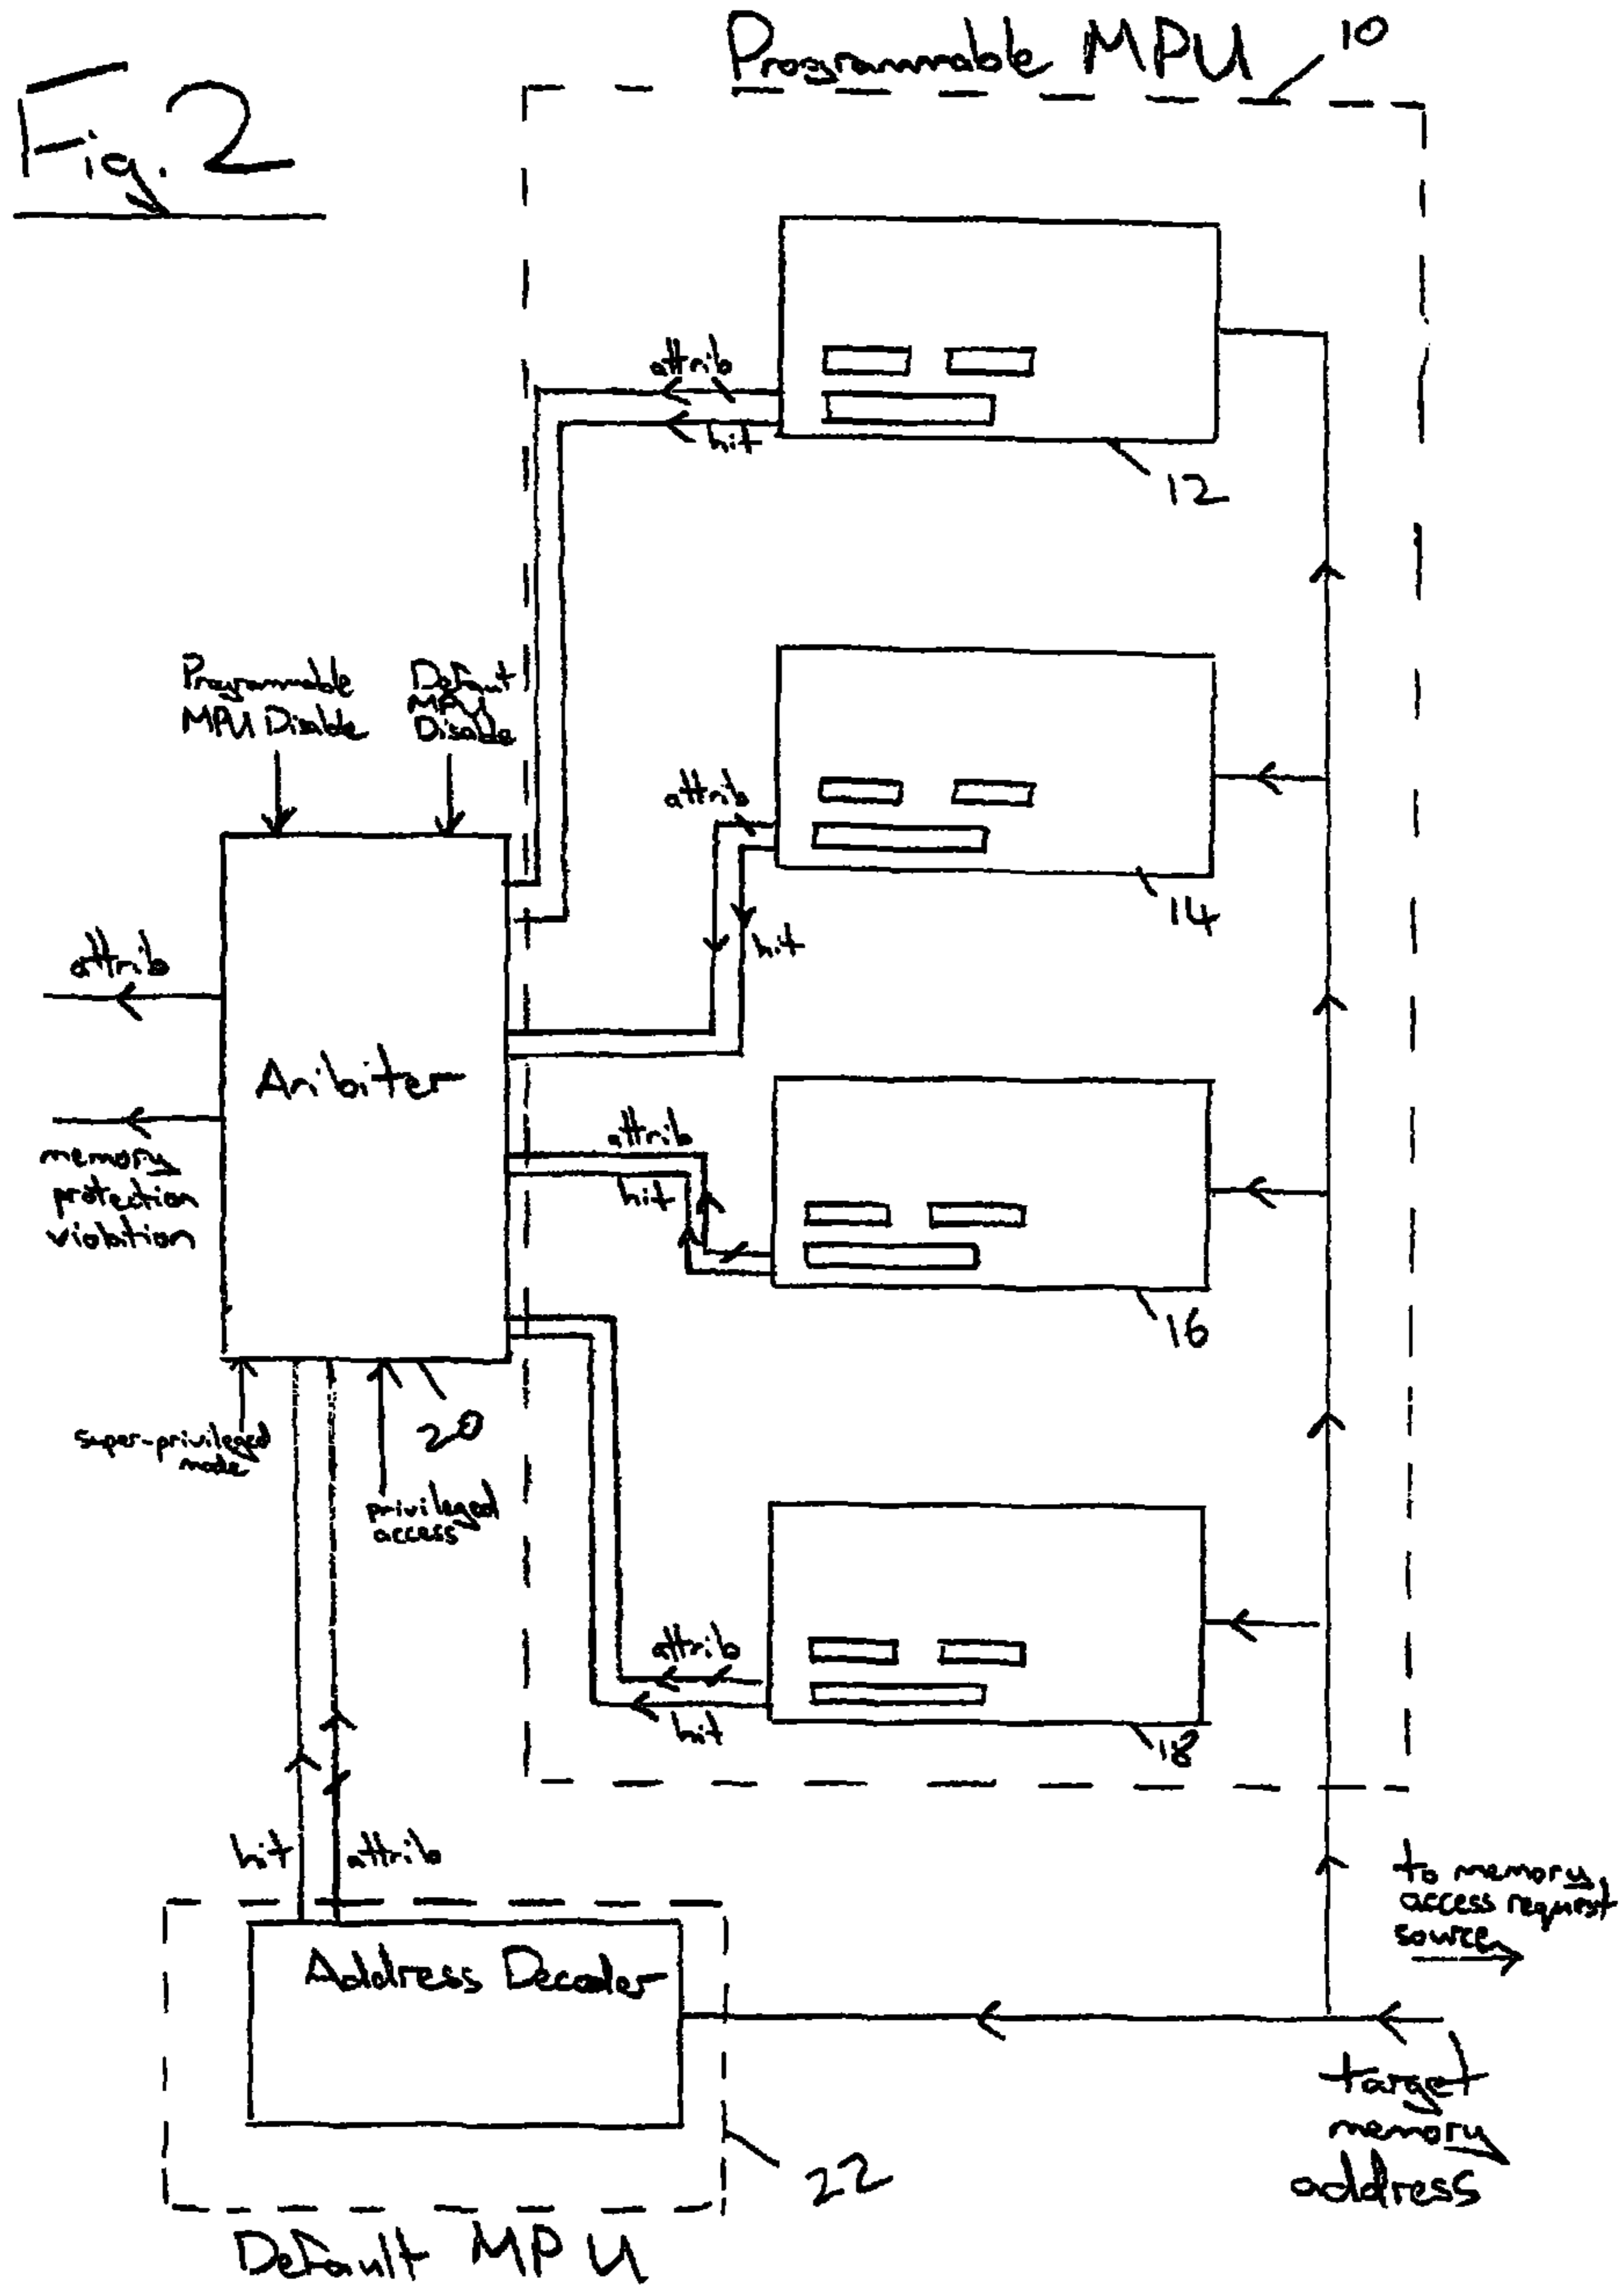 Fig. 2
Programmable MPU
10
attrib
hit
12
Programmable
MPU Disable
Defaut
MPU
Disable
attrib
hit
14
attrib
Aribiter
memory
protection
violation
attrib
hit
16
super-privileged
mode
20
privileged
access
attrib
hit
18
hit
attrib
to memory
access request
source
Address Decoder
target
memory
address
22
Default MPU